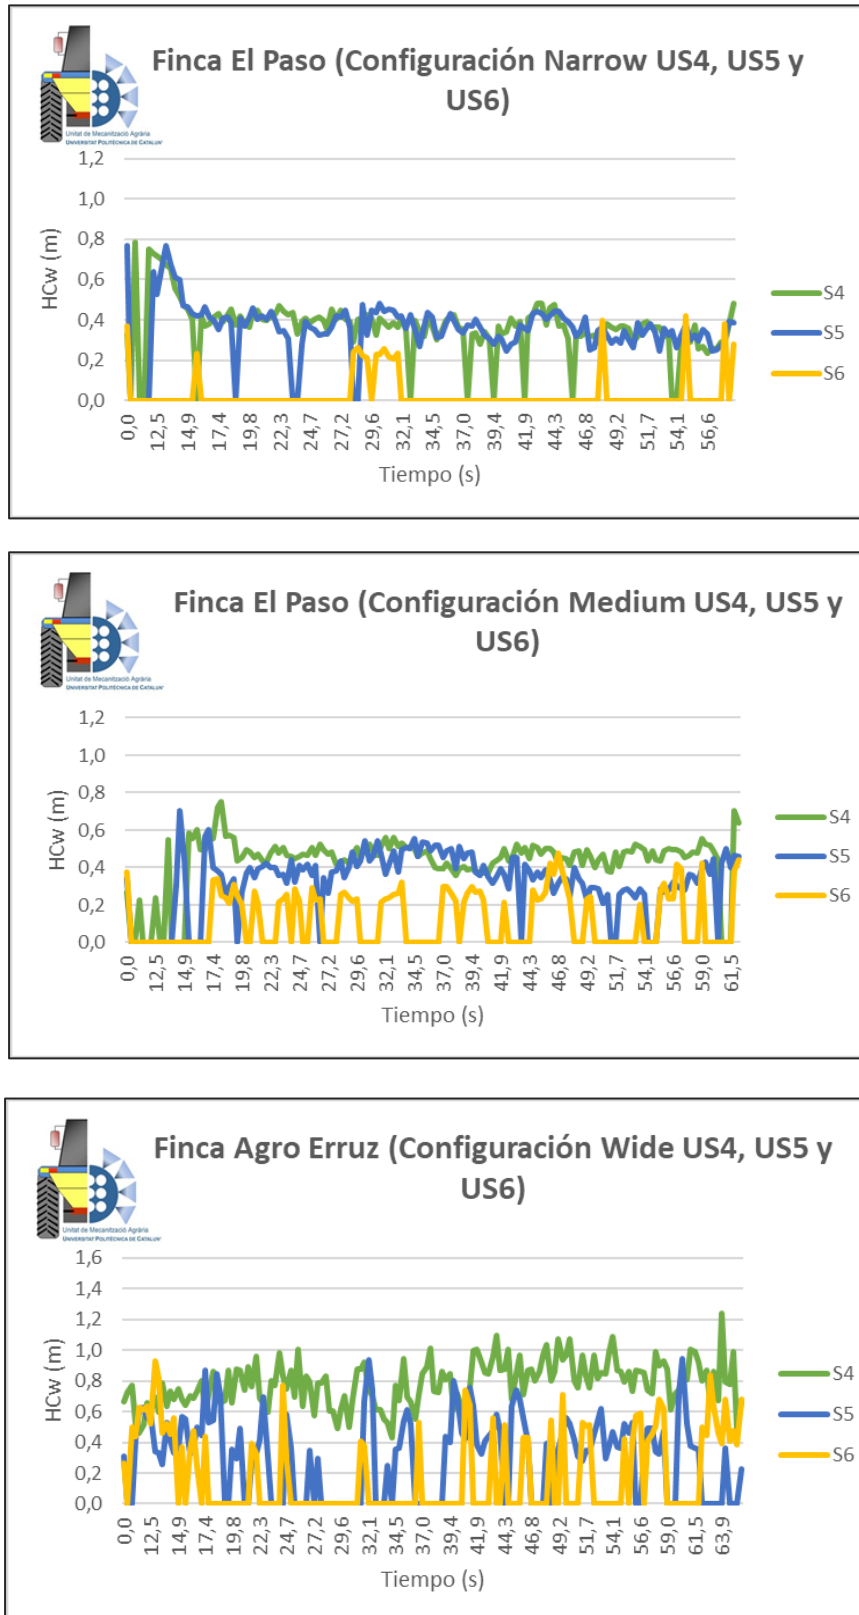 Finca El Paso (Configuración Narrow US4, US5 y
US6)
Unitat de Mecanització Agrària
UNIVERSITAT POLITÈCNICA DE CATALUN
1,2
1,0
0,8
0,6
0,4
0,2
0,0
HCw (m)
0,0 12,5 14,9 17,4 19,8 22,3 24,7 27,2 29,6 32,1 34,5 37,0 39,4 41,9 44,3 46,8 49,2 51,7 54,1 56,6
Tiempo (s)
S4
S5
S6
Finca El Paso (Configuración Medium US4, US5 y
US6)
Unitat de Mecanització Agrària
UNIVERSITAT POLITÈCNICA DE CATALUN
1,2
1,0
0,8
0,6
0,4
0,2
0,0
HCw (m)
0,0 12,5 14,9 17,4 19,8 22,3 24,7 27,2 29,6 32,1 34,5 37,0 39,4 41,9 44,3 46,8 49,2 51,7 54,1 56,6 59,0 61,5
Tiempo (s)
S4
S5
S6
Finca Agro Erruz (Configuración Wide US4, US5 y
US6)
Unitat de Mecanització Agrària
UNIVERSITAT POLITÈCNICA DE CATALUN
1,6
1,4
1,2
1,0
0,8
0,6
0,4
0,2
0,0
HCw (m)
0,0 12,5 14,9 17,4 19,8 22,3 24,7 27,2 29,6 32,1 34,5 37,0 39,4 41,9 44,3 46,8 49,2 51,7 54,1 56,6 59,0 61,5 63,9
Tiempo (s)
S4
S5
S6